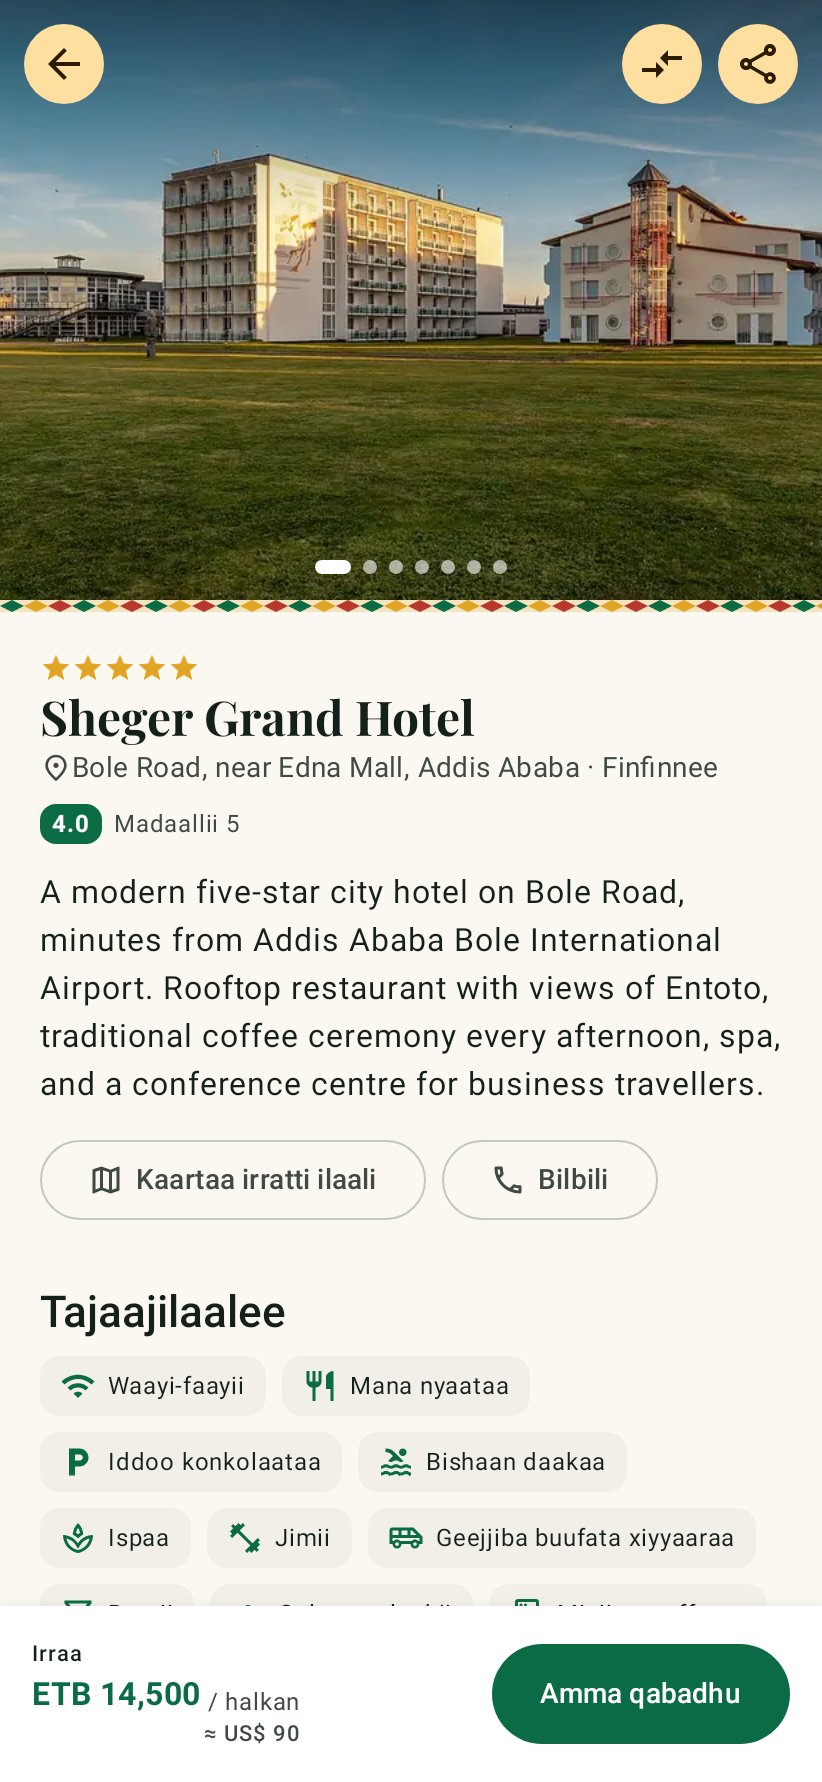 Sheger Grand Hotel
Bole Road, near Edna Mall, Addis Ababa · Finfinnee
4.0 Madaallii 5
A modern five-star city hotel on Bole Road,
minutes from Addis Ababa Bole International
Airport. Rooftop restaurant with views of Entoto,
traditional coffee ceremony every afternoon, spa,
and a conference centre for business travellers.
Kaartaa irratti ilaali
Bilbili
Tajaajilaalee
Waayi-faayii
Mana nyaataa
Iddoo konkolaataa
Bishaan daakaa
Ispaa
Jimii
Geejjiba buufata xiyyaaraa
Irraa
ETB 14,500 / halkan
≈ US$ 90
Amma qabadhu